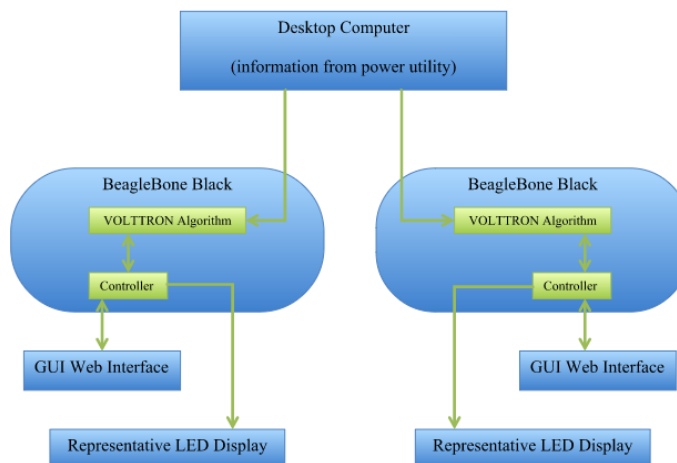 Desktop Computer
(information from power utility)
BeagleBone Black
VOLTTRON Algorithm
Controller
GUI Web Interface
Representative LED Display
BeagleBone Black
VOLTTRON Algorithm
Controller
GUI Web Interface
Representative LED Display